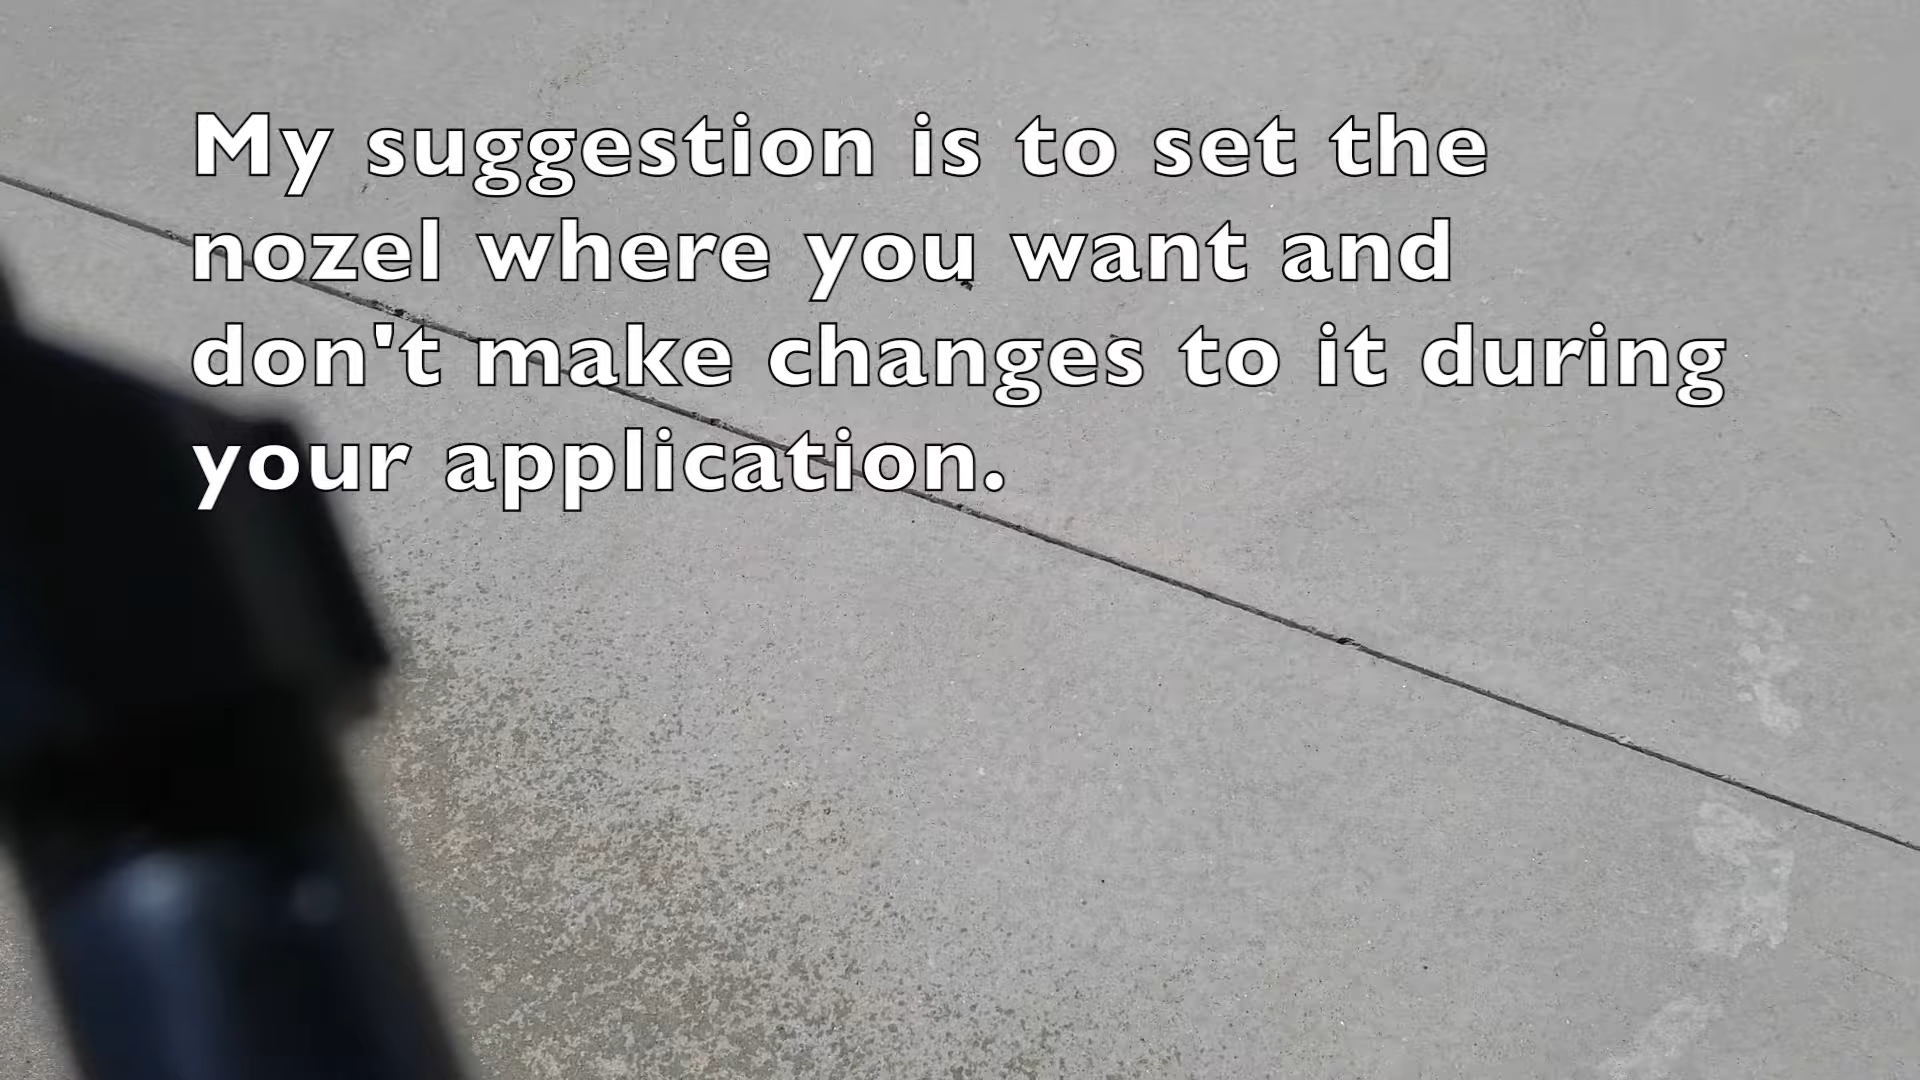 My suggestion is to set the
nozel where you want and
don't make changes to it during
your application.